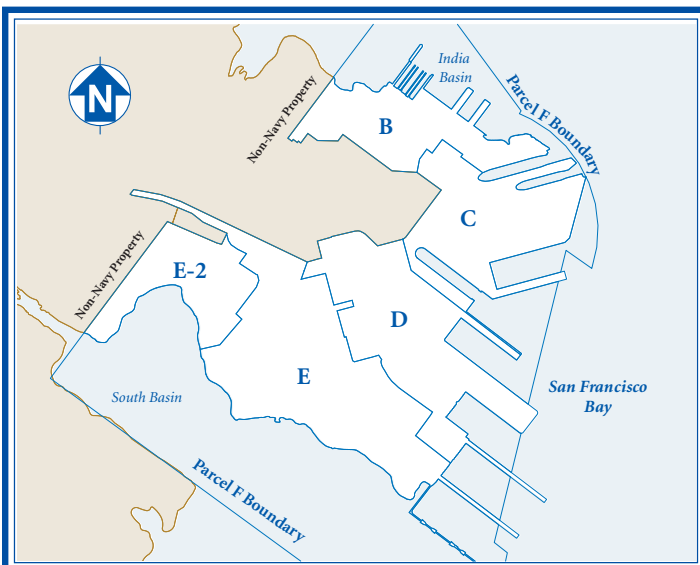 India
Basin
Parcel F Boundary
N
Non-Navy Property
B
C
Non-Navy Property
E-2
D
E
San Francisco
Bay
South Basin
Parcel F Boundary